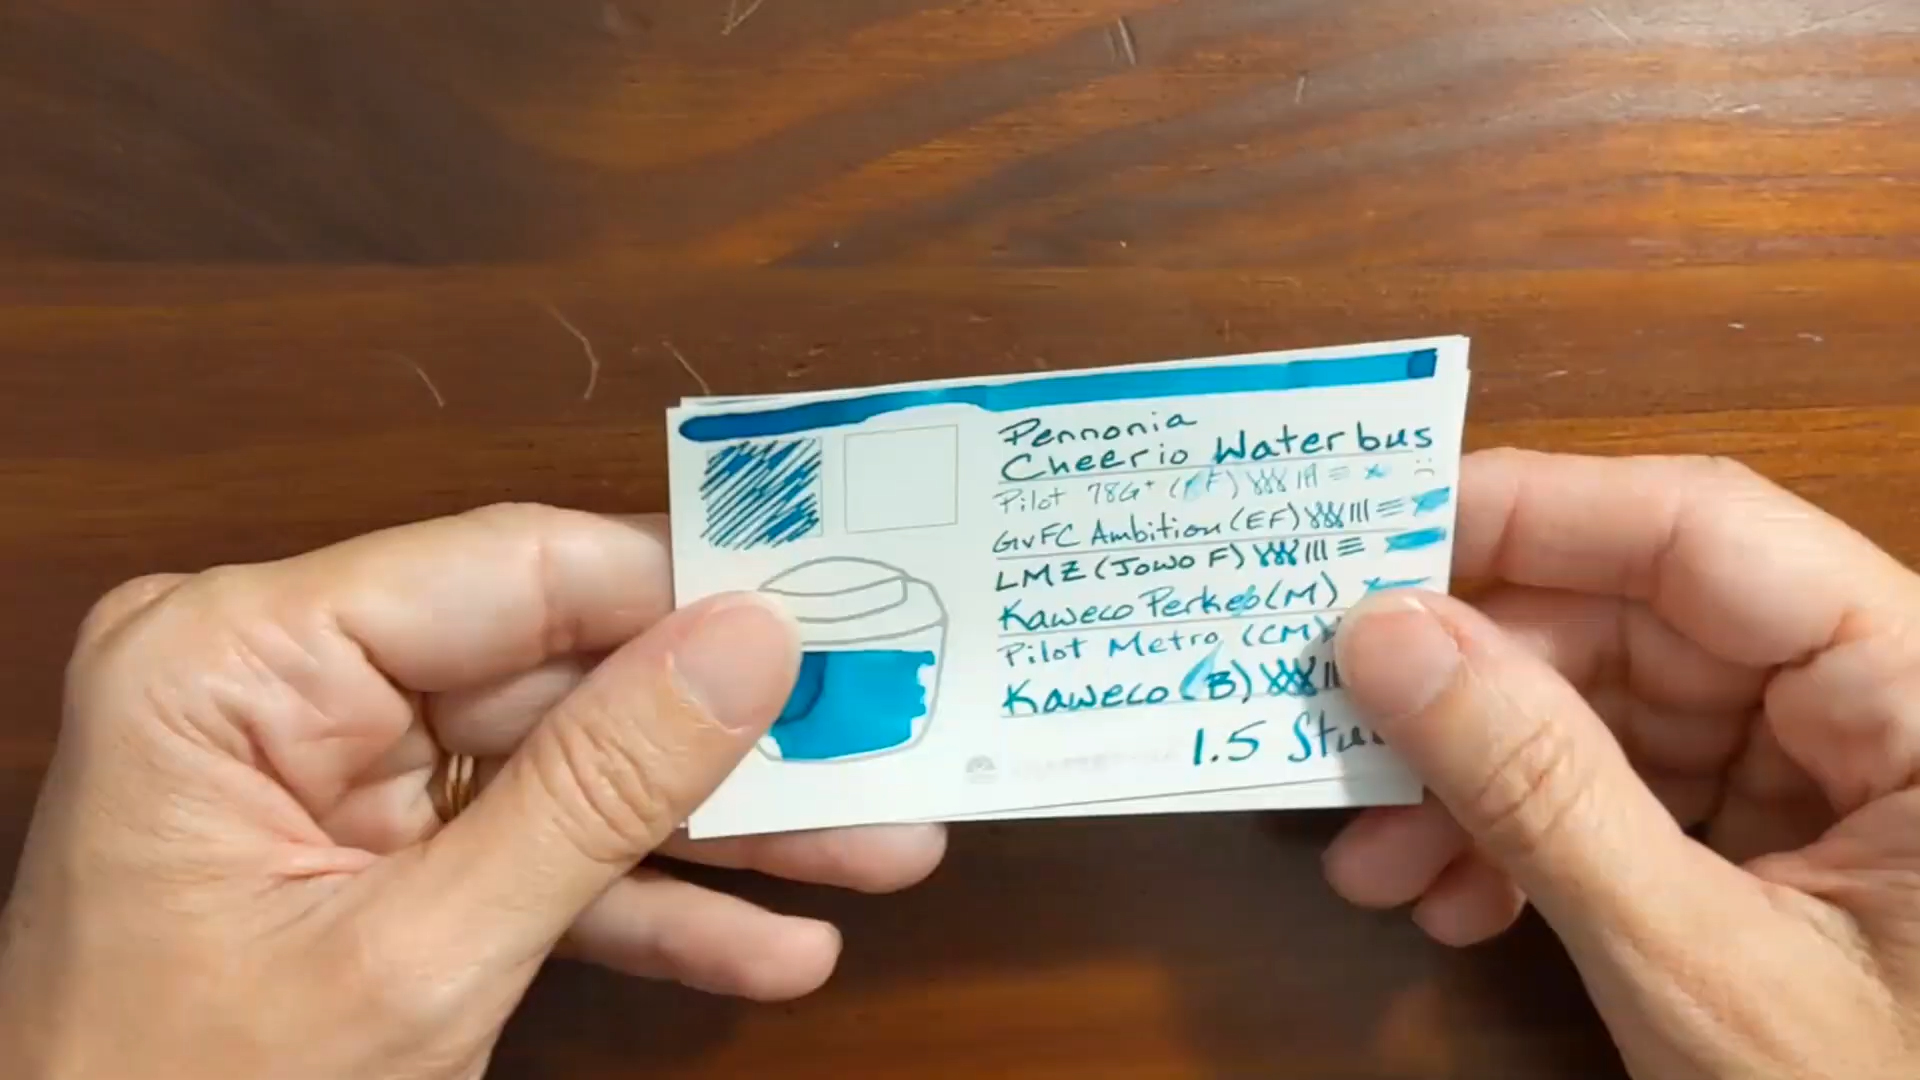 Pennonia
Cheerio Waterbus
Pilot 78G+ (EF)
GvFC Ambition (EF)
LMZ (Jowo F)
Kaweco Perkeo (M)
Pilot Metro (CM)
Kaweco (B)
1.5